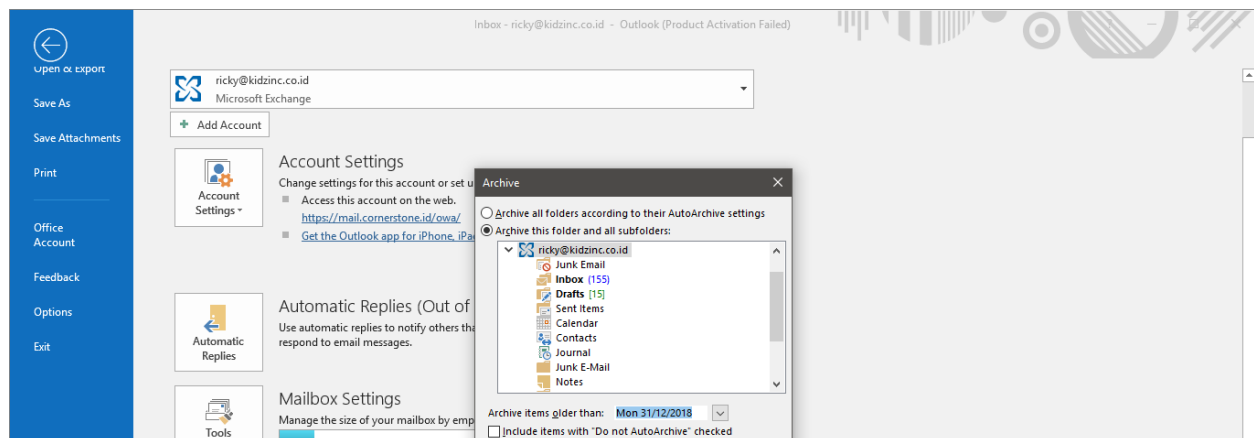 Inbox - ricky@kidzinc.co.id - Outlook (Product Activation Failed)
Open & Export
Save As
Save Attachments
Print
Office
Account
Feedback
Options
Exit
ricky@kidzinc.co.id
Microsoft Exchange
Add Account
Account
Settings
Account Settings
Change settings for this account or set u
Access this account on the web.
https://mail.cornerstone.id/owa/
Get the Outlook app for iPhone, iPa
Automatic
Replies
Automatic Replies (Out of
Use automatic replies to notify others tha
respond to email messages.
Tools
Mailbox Settings
Manage the size of your mailbox by emp
Archive
Archive all folders according to their AutoArchive settings
Archive this folder and all subfolders:
ricky@kidzinc.co.id
Junk Email
Inbox (155)
Drafts [15]
Sent Items
Calendar
Contacts
Journal
Junk E-Mail
Notes
Archive items older than: Mon 31/12/2018
Include items with "Do not AutoArchive" checked